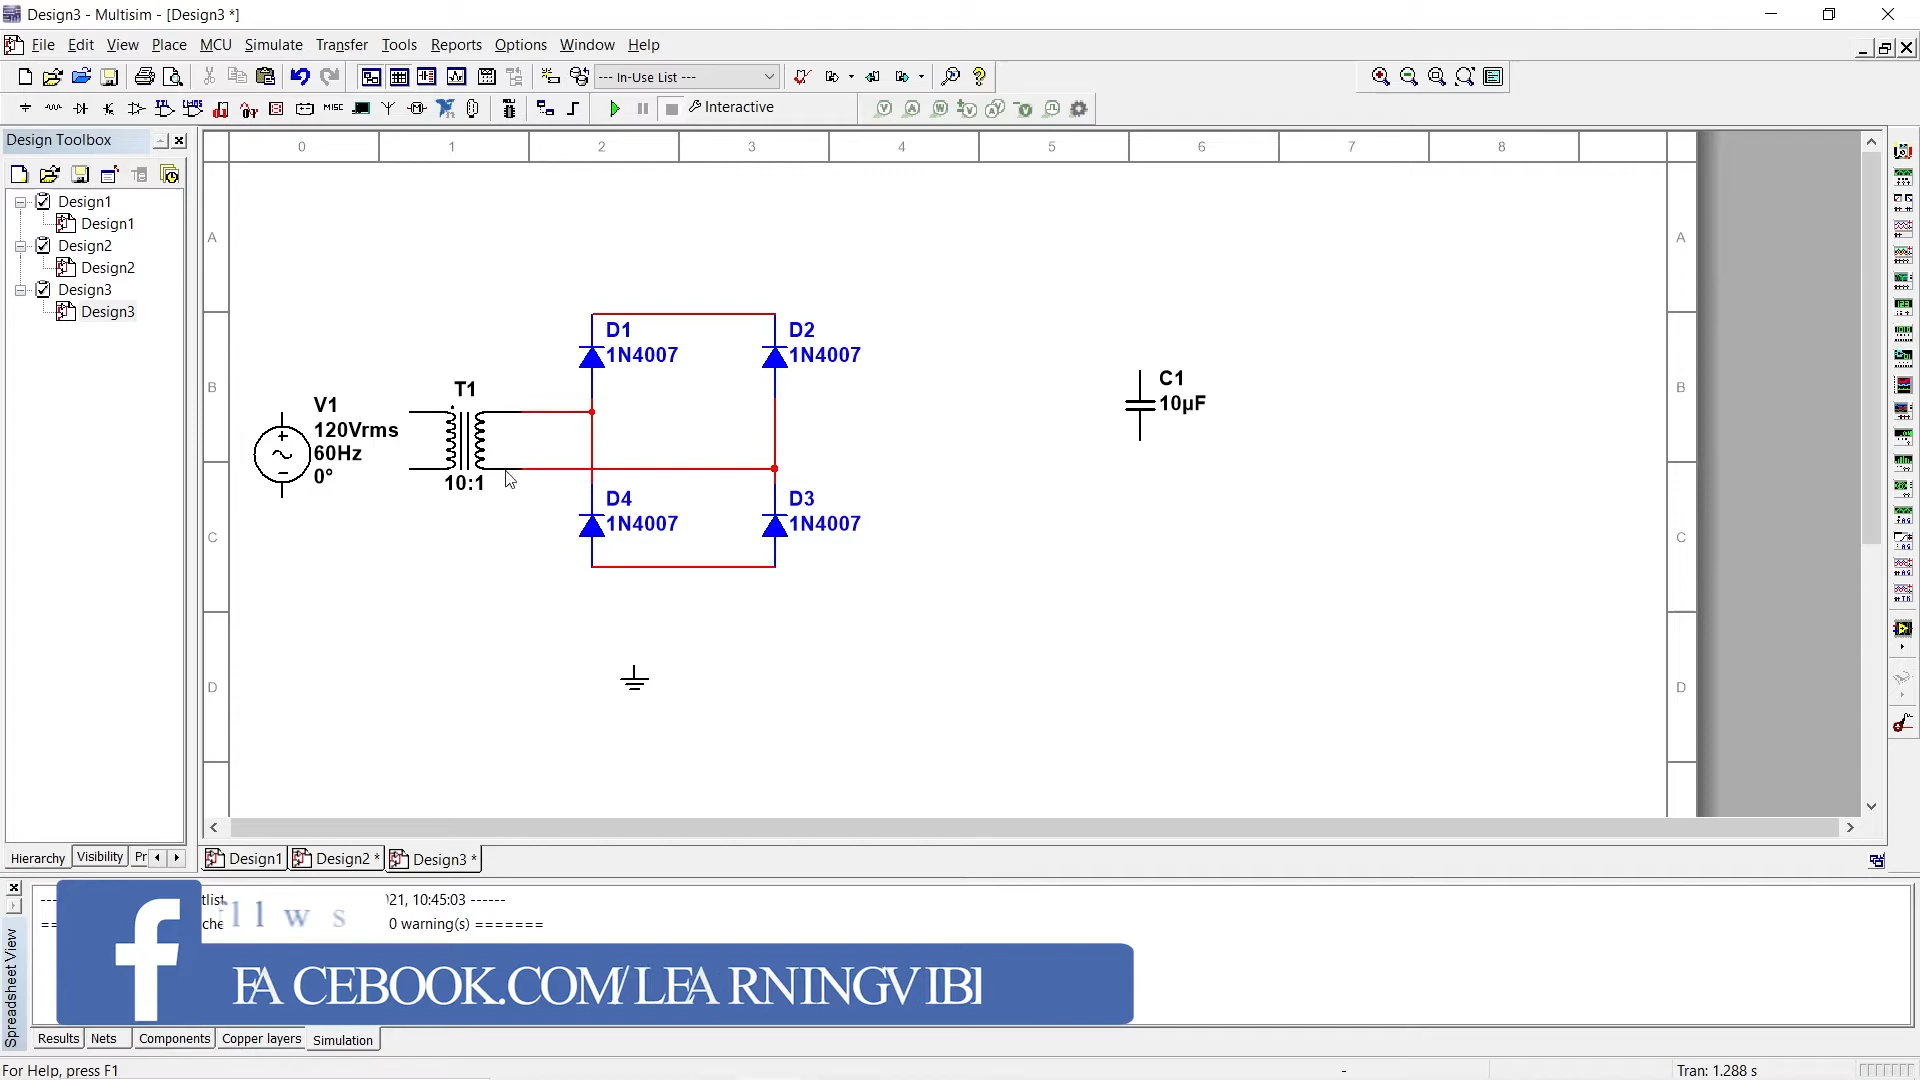 Design3 - Multisim - [Design3 *]
File Edit View Place MCU Simulate Transfer Tools Reports Options Window Help
--- In-Use List ---
Interactive
Design Toolbox
Design1
Design1
Design2
Design2
Design3
Design3
Hierarchy Visibility Pr
0 1 2 3 4 5 6 7 8
A A
B B
C C
D D
V1
120Vrms
60Hz
0°
T1
10:1
D1
1N4007
D2
1N4007
D4
1N4007
D3
1N4007
C1
10µF
Design1 Design2 * Design3 *
21, 10:45:03 ------
0 warning(s) =======
FACEBOOK.COM/LEARNINGVIBI
Spreadsheet View
Results Nets Components Copper layers Simulation
For Help, press F1
- Tran: 1.288 s